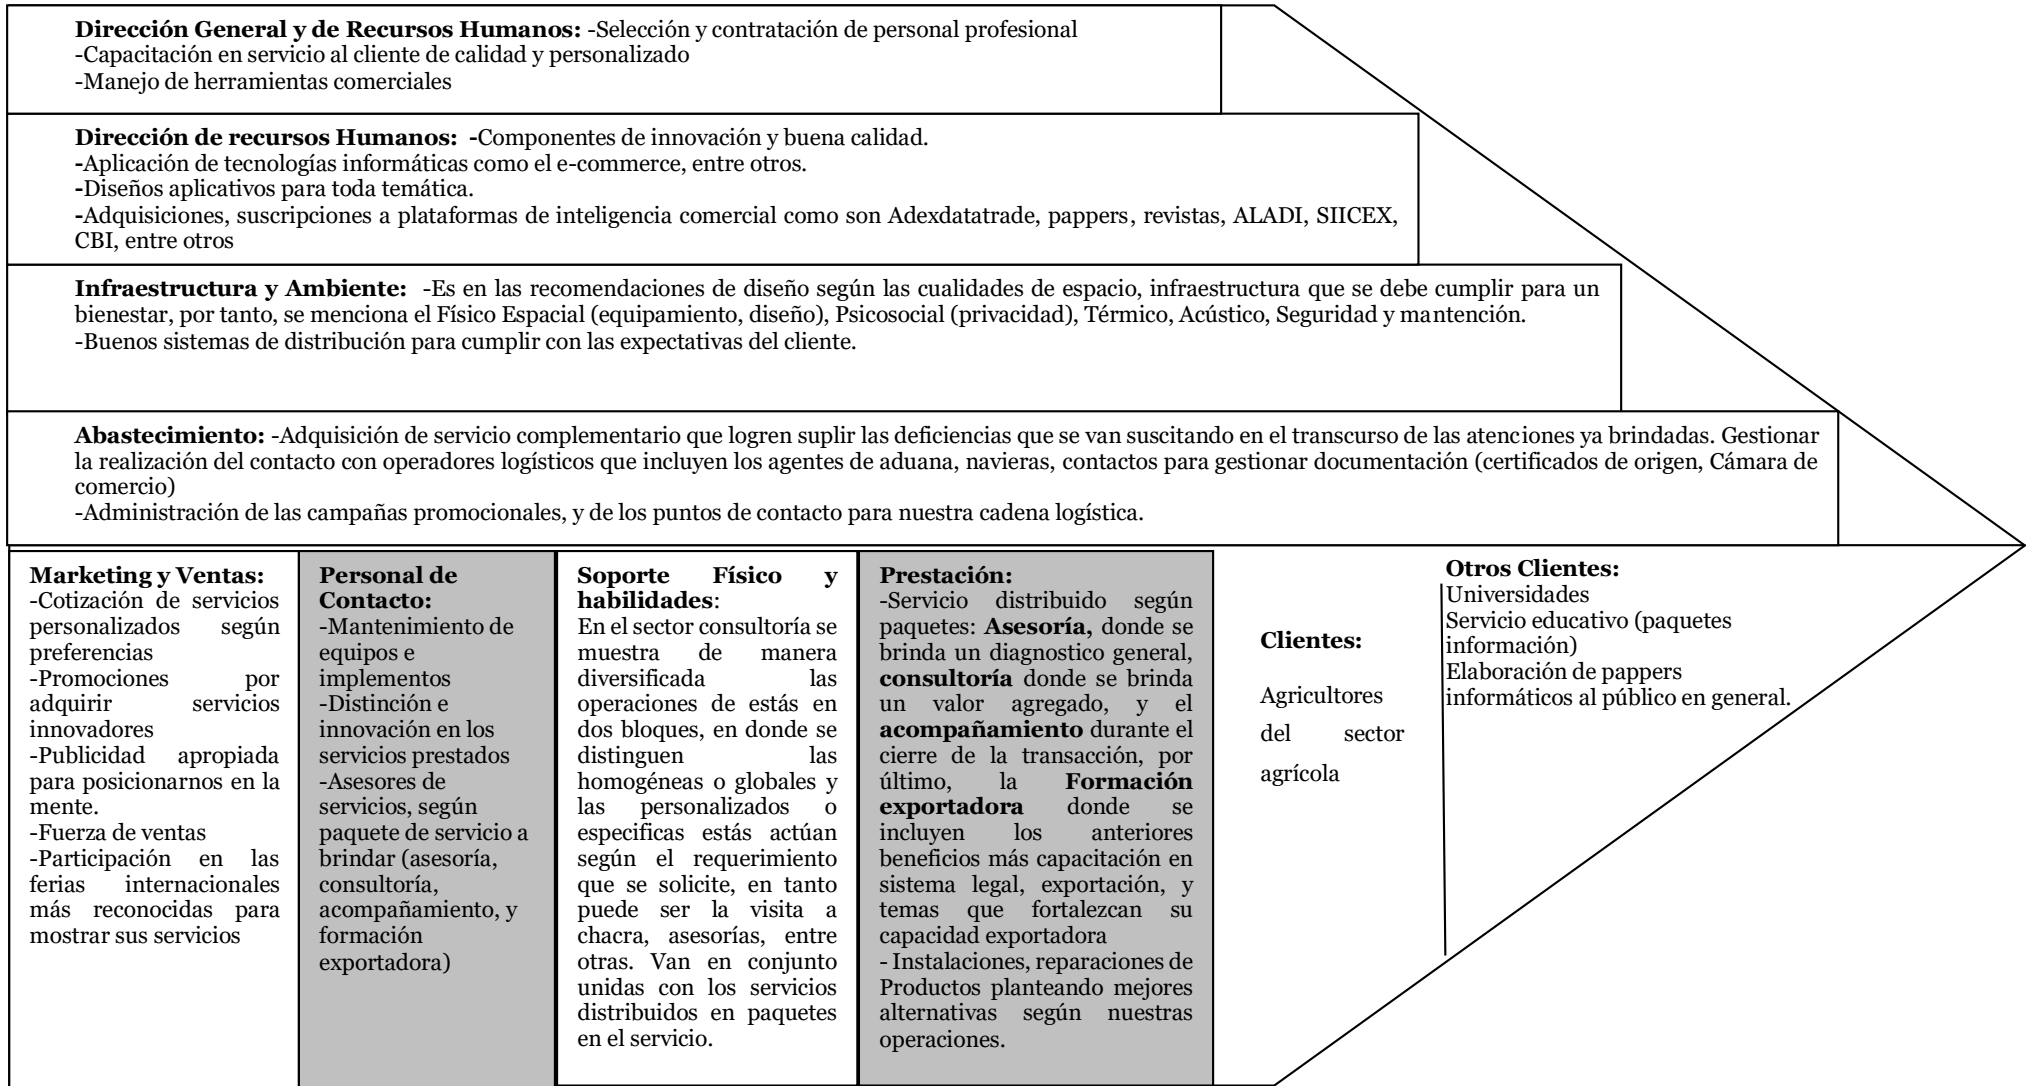 Dirección General y de Recursos Humanos: -Selección y contratación de personal profesional
-Capacitación en servicio al cliente de calidad y personalizado
-Manejo de herramientas comerciales
Dirección de recursos Humanos: -Componentes de innovación y buena calidad.
-Aplicación de tecnologías informáticas como el e-commerce, entre otros.
-Diseños aplicativos para toda temática.
-Adquisiciones, suscripciones a plataformas de inteligencia comercial como son Adexdatatrade, pappers, revistas, ALADI, SIICEX,
CBI, entre otros
Infraestructura y Ambiente: -Es en las recomendaciones de diseño según las cualidades de espacio, infraestructura que se debe cumplir para un
bienestar, por tanto, se menciona el Físico Espacial (equipamiento, diseño), Psicosocial (privacidad), Térmico, Acústico, Seguridad y mantención.
-Buenos sistemas de distribución para cumplir con las expectativas del cliente.
Abastecimiento: -Adquisición de servicio complementario que logren suplir las deficiencias que se van suscitando en el transcurso de las atenciones ya brindadas. Gestionar
la realización del contacto con operadores logísticos que incluyen los agentes de aduana, navieras, contactos para gestionar documentación (certificados de origen, Cámara de
comercio)
-Administración de las campañas promocionales, y de los puntos de contacto para nuestra cadena logística.
Marketing y Ventas:
-Cotización de servicios
personalizados según
preferencias
-Promociones por
adquirir servicios
innovadores
-Publicidad apropiada
para posicionarnos en la
mente.
-Fuerza de ventas
-Participación en las
ferias internacionales
más reconocidas para
mostrar sus servicios
Personal de
Contacto:
-Mantenimiento de
equipos e
implementos
-Distinción e
innovación en los
servicios prestados
-Asesores de
servicios, según
paquete de servicio a
brindar (asesoría,
consultoría,
acompañamiento, y
formación
exportadora)
Soporte Físico y
habilidades:
En el sector consultoría se
muestra de manera
diversificada las
operaciones de estás en
dos bloques, en donde se
distinguen las
homogéneas o globales y
las personalizados o
especificas estás actúan
según el requerimiento
que se solicite, en tanto
puede ser la visita a
chacra, asesorías, entre
otras. Van en conjunto
unidas con los servicios
distribuidos en paquetes
en el servicio.
Prestación:
-Servicio distribuido según
paquetes: Asesoría, donde se
brinda un diagnostico general,
consultoría donde se brinda
un valor agregado, y el
acompañamiento durante el
cierre de la transacción, por
último, la Formación
exportadora donde se
incluyen los anteriores
beneficios más capacitación en
sistema legal, exportación, y
temas que fortalezcan su
capacidad exportadora
- Instalaciones, reparaciones de
Productos planteando mejores
alternativas según nuestras
operaciones.
Clientes:
Agricultores
del sector
agrícola
Otros Clientes:
Universidades
Servicio educativo (paquetes
información)
Elaboración de pappers
informáticos al público en general.